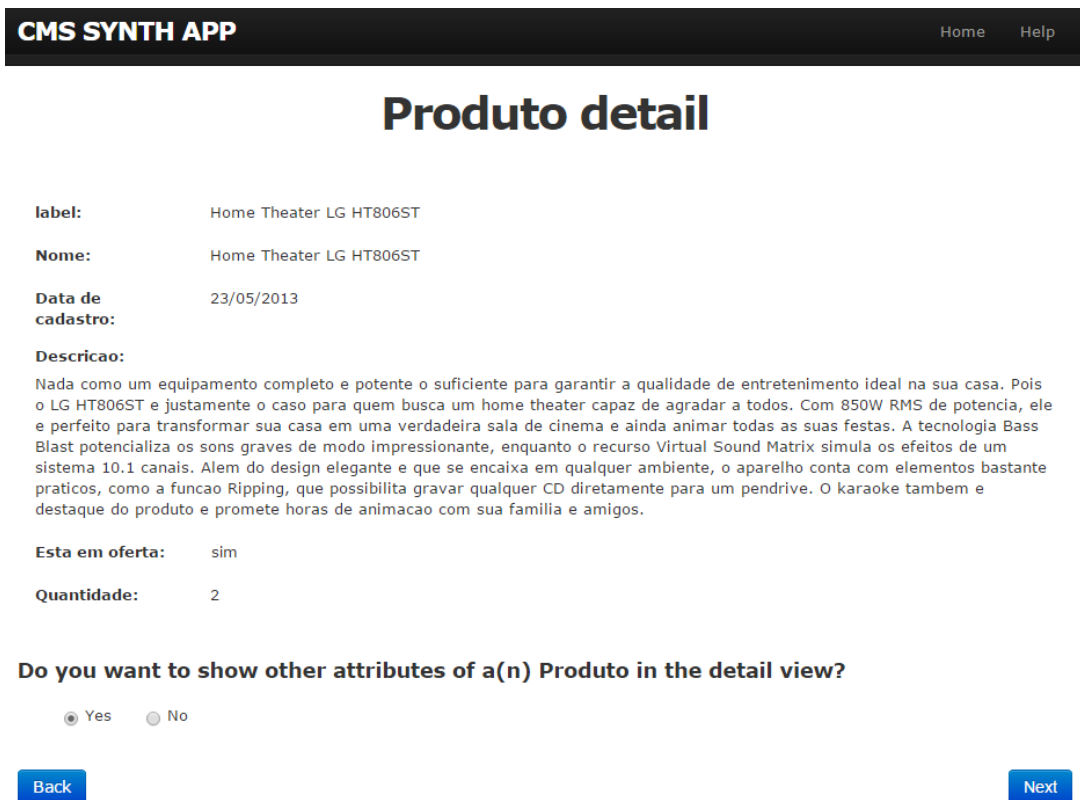 CMS SYNTH APP
Home Help
Produto detail
label: Home Theater LG HT806ST
Nome: Home Theater LG HT806ST
Data de cadastro: 23/05/2013
Descricao:
Nada como um equipamento completo e potente o suficiente para garantir a qualidade de entretenimento ideal na sua casa. Pois
o LG HT806ST e justamente o caso para quem busca um home theater capaz de agradar a todos. Com 850W RMS de potencia, ele
e perfeito para transformar sua casa em uma verdadeira sala de cinema e ainda animar todas as suas festas. A tecnologia Bass
Blast potencializa os sons graves de modo impressionante, enquanto o recurso Virtual Sound Matrix simula os efeitos de um
sistema 10.1 canais. Alem do design elegante e que se encaixa em qualquer ambiente, o aparelho conta com elementos bastante
praticos, como a funcao Ripping, que possibilita gravar qualquer CD diretamente para um pendrive. O karaoke tambem e
destaque do produto e promete horas de animacao com sua familia e amigos.
Esta em oferta: sim
Quantidade: 2
Do you want to show other attributes of a(n) Produto in the detail view?
Yes No
Back Next